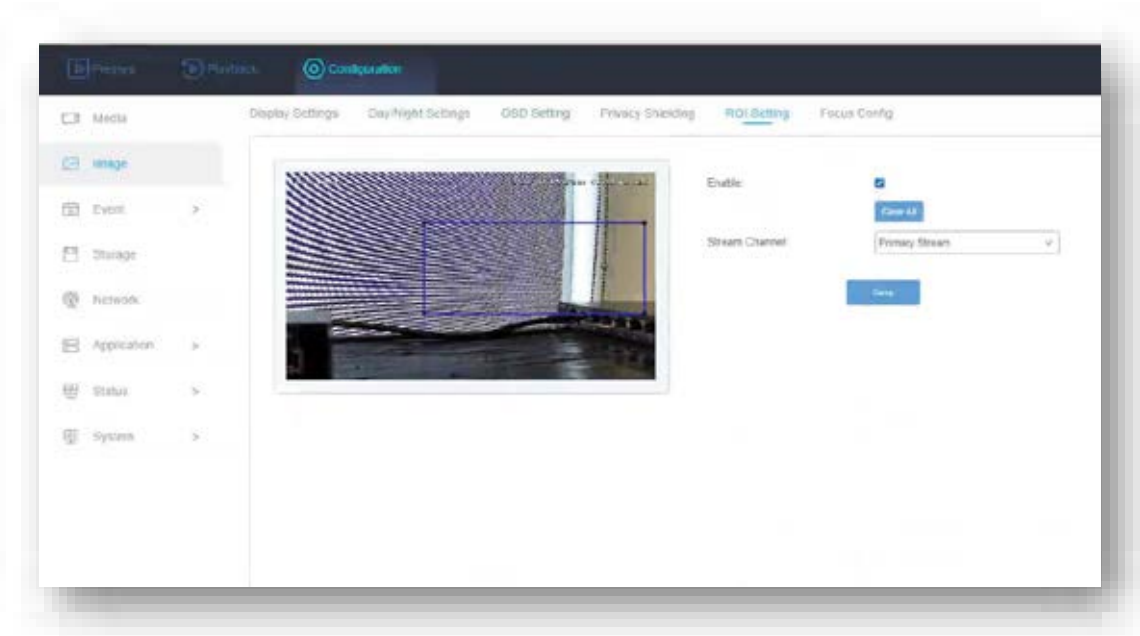 Preview Playback Configuration
Media
Image
Event >
Storage
Network
Application >
Status >
System >
Display Settings Day/Night Settings OSD Setting Privacy Shielding ROI Setting Focus Config
Enable
Clear All
Stream Channel Primary Stream
Save